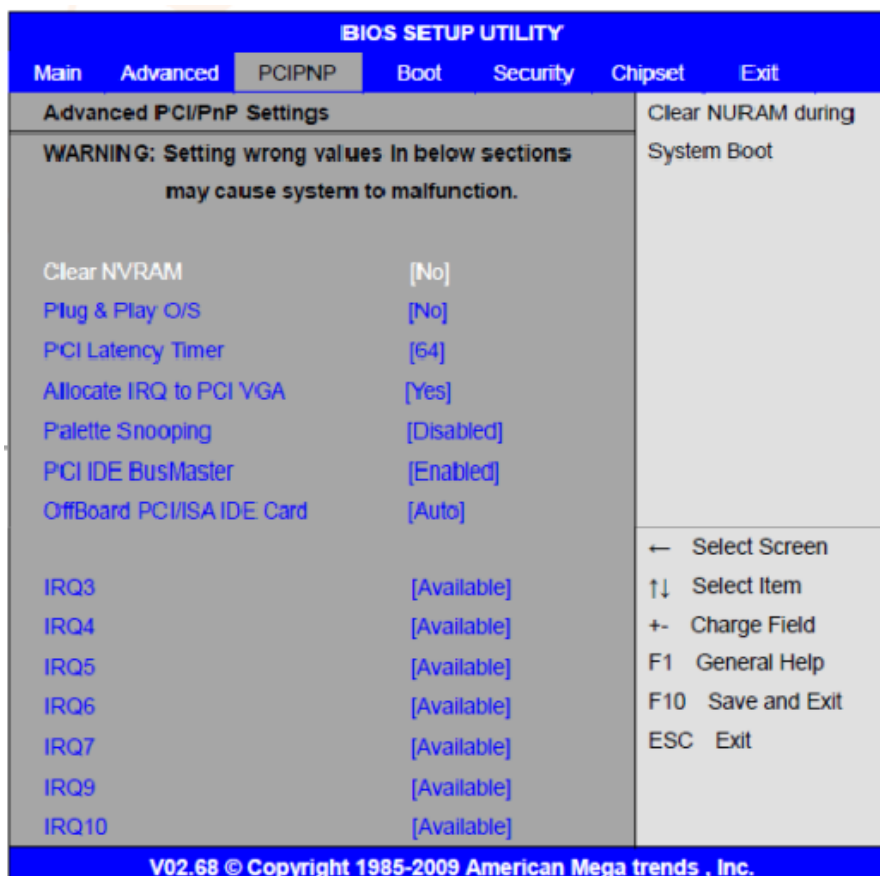 BIOS SETUP UTILITY
Main Advanced PCIPNP Boot Security Chipset Exit
Advanced PCI/PnP Settings
WARNING: Setting wrong values in below sections
may cause system to malfunction.
Clear NVRAM [No]
Plug & Play O/S [No]
PCI Latency Timer [64]
Allocate IRQ to PCI VGA [Yes]
Palette Snooping [Disabled]
PCI IDE BusMaster [Enabled]
OffBoard PCI/ISA IDE Card [Auto]
IRQ3 [Available]
IRQ4 [Available]
IRQ5 [Available]
IRQ6 [Available]
IRQ7 [Available]
IRQ9 [Available]
IRQ10 [Available]
Clear NURAM during
System Boot
← Select Screen
↑↓ Select Item
+- Charge Field
F1 General Help
F10 Save and Exit
ESC Exit
V02.68 © Copyright 1985-2009 American Mega trends , Inc.